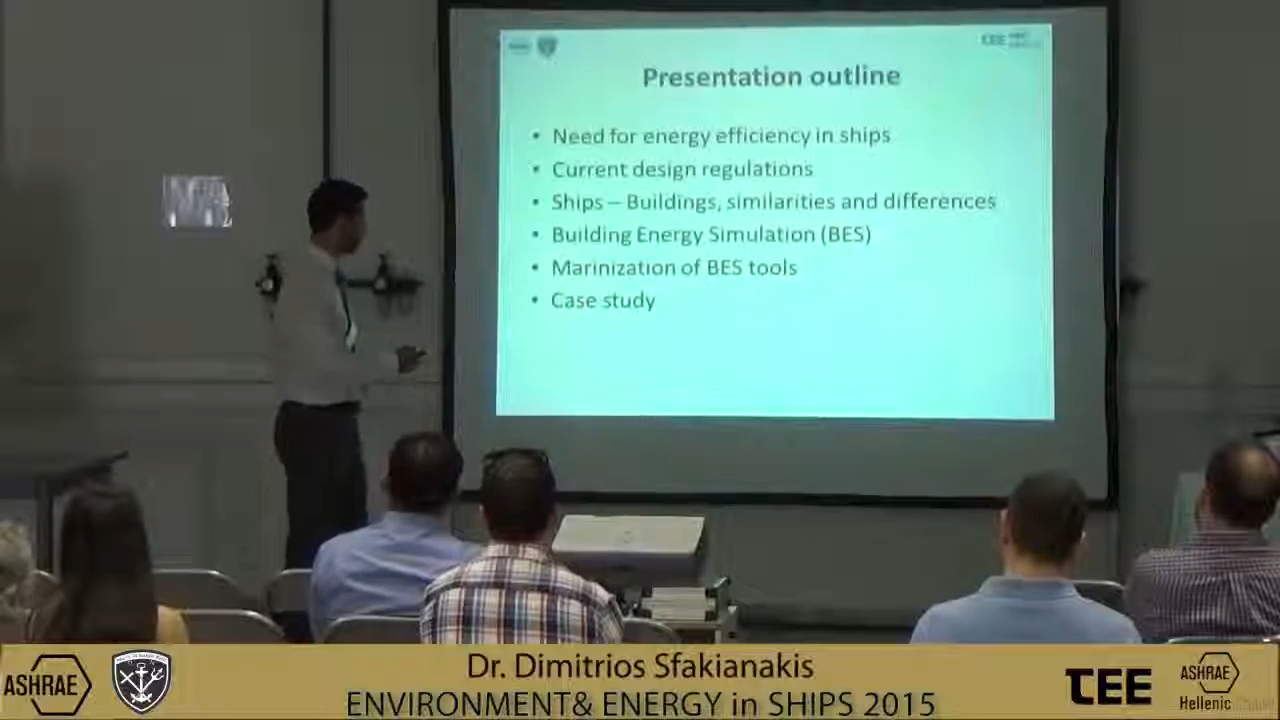 TEE
Presentation outline
• Need for energy efficiency in ships
• Current design regulations
• Ships – Buildings, similarities and differences
• Building Energy Simulation (BES)
• Marinization of BES tools
• Case study
ASHRAE
Dr. Dimitrios Sfakianakis
ENVIRONMENT& ENERGY in SHIPS 2015
TEE
ASHRAE
Hellenic